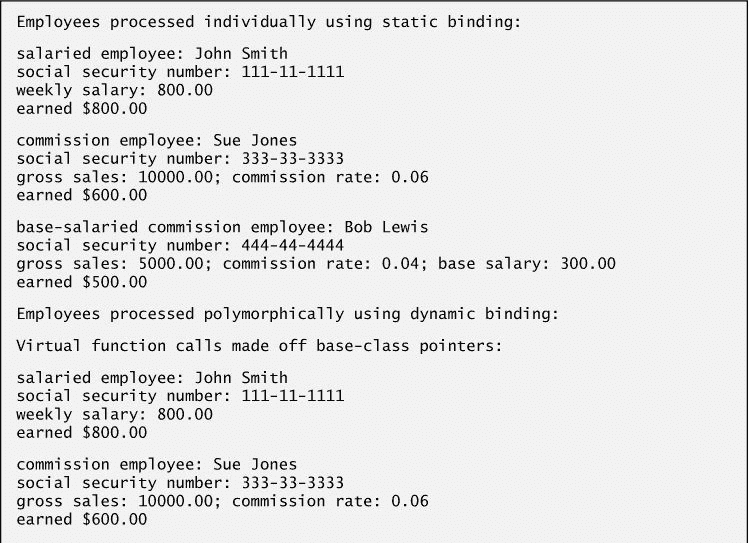 Employees processed individually using static binding:
salaried employee: John Smith
social security number: 111-11-1111
weekly salary: 800.00
earned $800.00
commission employee: Sue Jones
social security number: 333-33-3333
gross sales: 10000.00; commission rate: 0.06
earned $600.00
base-salaried commission employee: Bob Lewis
social security number: 444-44-4444
gross sales: 5000.00; commission rate: 0.04; base salary: 300.00
earned $500.00
Employees processed polymorphically using dynamic binding:
Virtual function calls made off base-class pointers:
salaried employee: John Smith
social security number: 111-11-1111
weekly salary: 800.00
earned $800.00
commission employee: Sue Jones
social security number: 333-33-3333
gross sales: 10000.00; commission rate: 0.06
earned $600.00